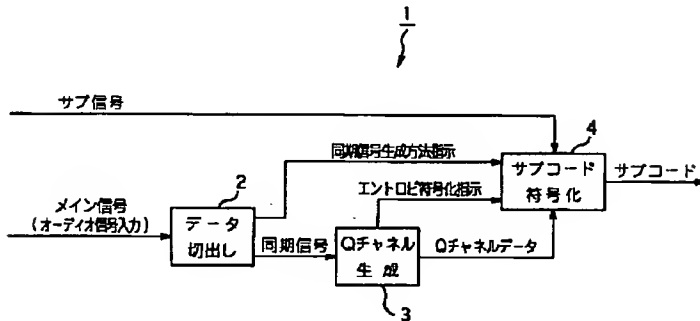 1
サブ信号
4
同期信号生成方法指示
サブコード
符号化
サブコード
エントロピ符号化指示
メイン信号
(オーディオ信号入力)
2
データ
切出し
同期信号
Qチャネル
生成
Qチャネルデータ
3